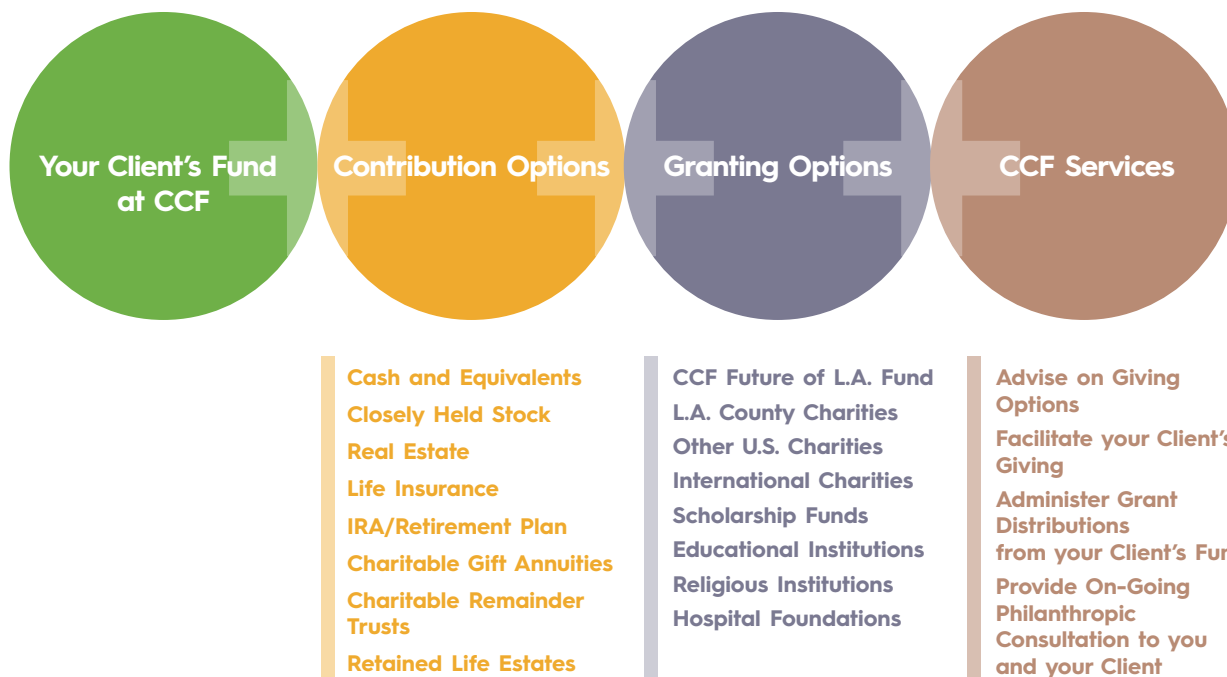 Your Client's Fund
at CCF
Contribution Options
Granting Options
CCF Services
Cash and Equivalents
Closely Held Stock
Real Estate
Life Insurance
IRA/Retirement Plan
Charitable Gift Annuities
Charitable Remainder
Trusts
Retained Life Estates
CCF Future of L.A. Fund
L.A. County Charities
Other U.S. Charities
International Charities
Scholarship Funds
Educational Institutions
Religious Institutions
Hospital Foundations
Advise on Giving
Options
Facilitate your Client's
Giving
Administer Grant
Distributions
from your Client's
Provide On-Going
Philanthropic
Consultation to you
and your Client